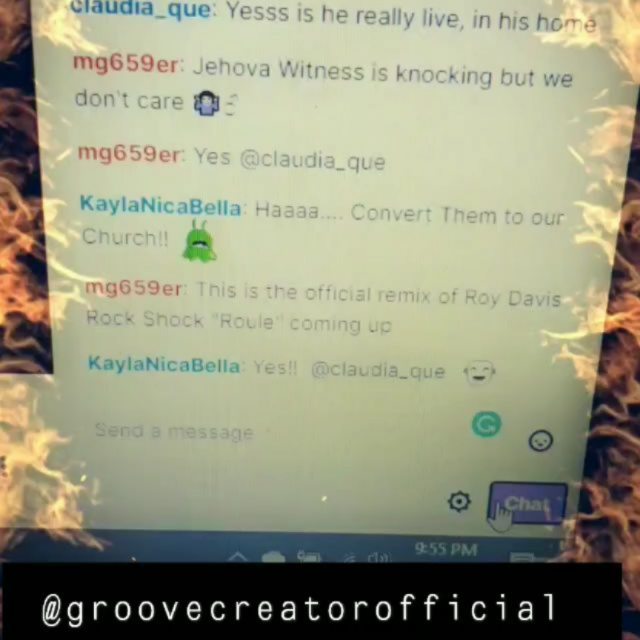 claudia_que: Yesss is he really live, in his home
mg659er: Jehova Witness is knocking but we
don't care
mg659er: Yes @claudia_que
KaylaNicaBella: Haaaa.... Convert Them to our
Church!!
mg659er: This is the official remix of Roy Davis
Rock Shock "Roule" coming up
KaylaNicaBella: Yes!! @claudia_que
Send a message
Chat
9:55 PM
@groovecreatorofficial